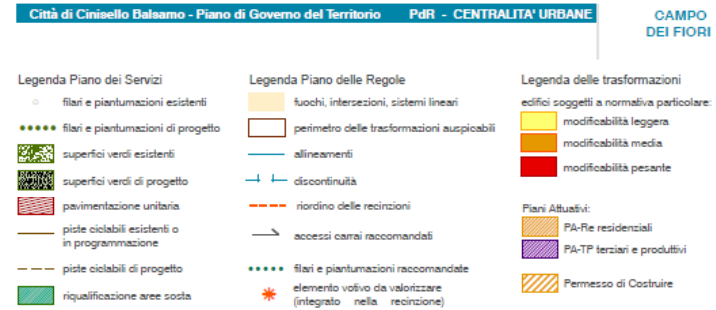 Città di Cinisello Balsamo - Piano di Governo del Territorio PdR - CENTRALITA' URBANE
CAMPO
DEI FIORI
Legenda Piano dei Servizi
filari e piantumazioni esistenti
filari e piantumazioni di progetto
superfici verdi esistenti
superfici verdi di progetto
pavimentazione unitaria
piste ciclabili esistenti o
in programmazione
piste ciclabili di progetto
riqualificazione aree sosta
Legenda Piano delle Regole
fuochi, intersezioni, sistemi lineari
perimetro delle trasformazioni auspicabili
allineamenti
discontinuità
riordino delle recinzioni
accessi carrai raccomandati
filari e piantumazioni raccomandate
elemento votivo da valorizzare
(integrato nella recinzione)
Legenda delle trasformazioni
edifici soggetti a normativa particolare:
modificabilità leggera
modificabilità media
modificabilità pesante
Piani Attuativi:
PA-Re residenziali
PA-TP terziari e produttivi
Permesso di Costruire